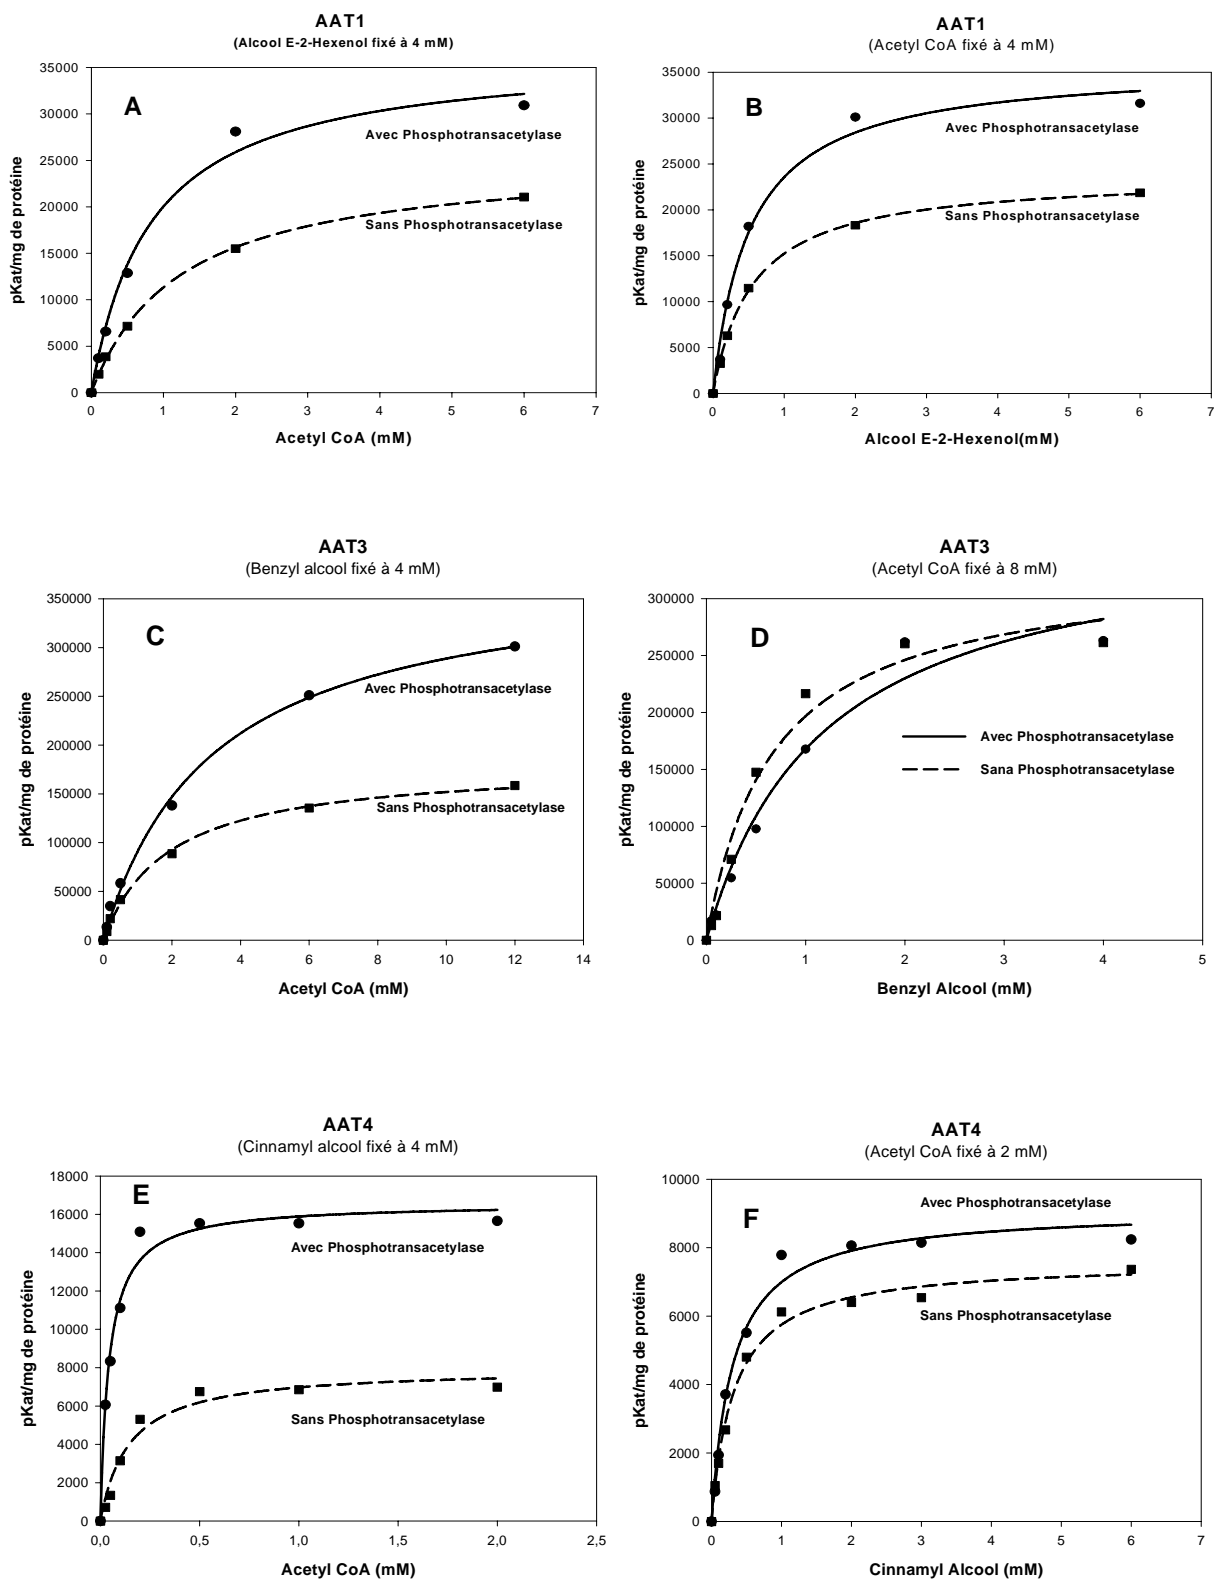 AAT1
(Alcool E-2-Hexenol fixé à 4 mM)
35000
30000
25000
20000
15000
10000
5000
0
pKat/mg de protéine
A
Avec Phosphotransacetylase
Sans Phosphotransacetylase
0 1 2 3 4 5 6 7
Acetyl CoA (mM)
AAT1
(Acetyl CoA fixé à 4 mM)
35000
30000
25000
20000
15000
10000
5000
0
pKat/mg de protéine
B
Avec Phosphotransacetylase
Sans Phosphotransacetylase
0 1 2 3 4 5 6 7
Alcool E-2-Hexenol(mM)
AAT3
(Benzyl alcool fixé à 4 mM)
350000
300000
250000
200000
150000
100000
50000
0
pKat/mg de protéine
C
Avec Phosphotransacetylase
Sans Phosphotransacetylase
0 2 4 6 8 10 12 14
Acetyl CoA (mM)
AAT3
(Acetyl CoA fixé à 8 mM)
300000
250000
200000
150000
100000
50000
0
pKat/mg de protéine
D
Avec Phosphotransacetylase
Sana Phosphotransacetylase
0 1 2 3 4 5
Benzyl Alcool (mM)
AAT4
(Cinnamyl alcool fixé à 4 mM)
18000
16000
14000
12000
10000
8000
6000
4000
2000
0
pKat/mg de protéine
E
Avec Phosphotransacetylase
Sans Phosphotransacetylase
0,0 0,5 1,0 1,5 2,0 2,5
Acetyl CoA (mM)
AAT4
(Acetyl CoA fixé à 2 mM)
10000
8000
6000
4000
2000
0
pKat/mg de protéine
F
Avec Phosphotransacetylase
Sans Phosphotransacetylase
0 1 2 3 4 5 6 7
Cinnamyl Alcool (mM)